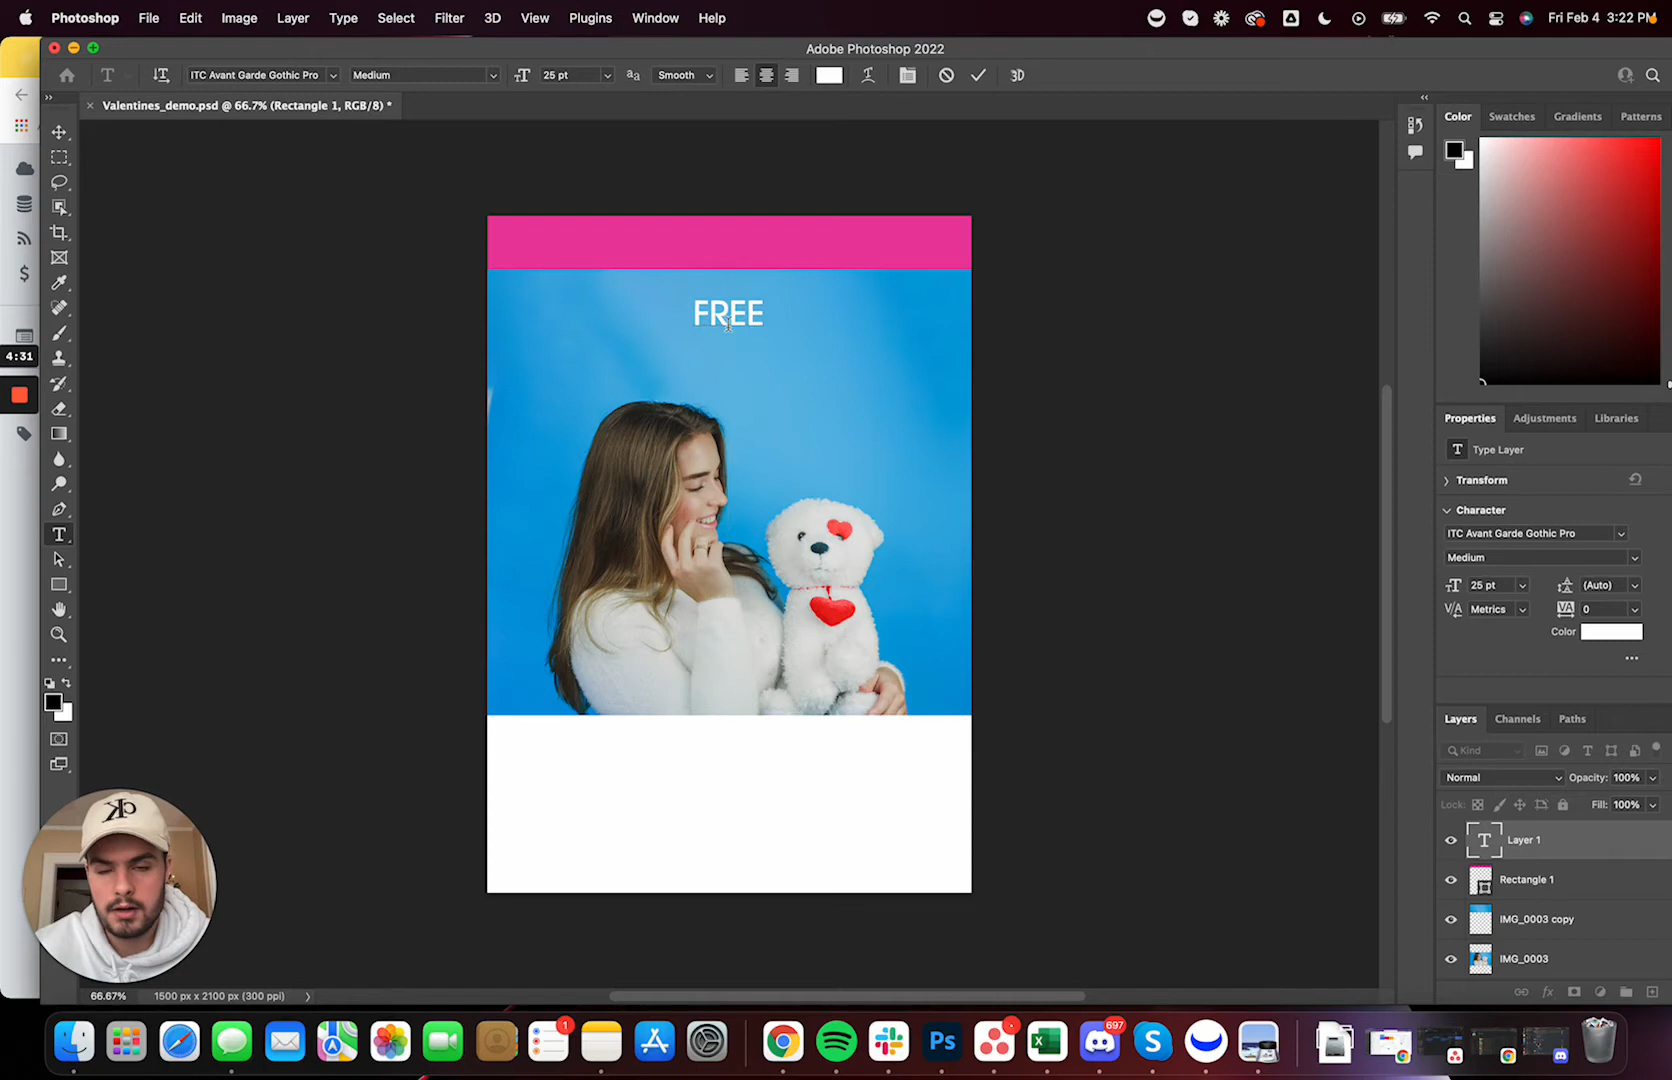 Photoshop File Edit Image Layer Type Select Filter 3D View Plugins Window Help Fri Feb 4 3:22 PM
Adobe Photoshop 2022
T ITC Avant Garde Gothic Pro Medium 25 pt Smooth 3D
Valentines_demo.psd @ 66.7% (Rectangle 1, RGB/8) *
Color Swatches Gradients Patterns
FREE
4:31
Properties Adjustments Libraries
T Type Layer
Transform
Character
ITC Avant Garde Gothic Pro
Medium
25 pt (Auto)
Metrics 0
Color
Layers Channels Paths
Kind
Normal Opacity: 100%
Lock: Fill: 100%
T Layer 1
Rectangle 1
IMG_0003 copy
IMG_0003
66.67% 1500 px x 2100 px (300 ppi)
1
697
Ps